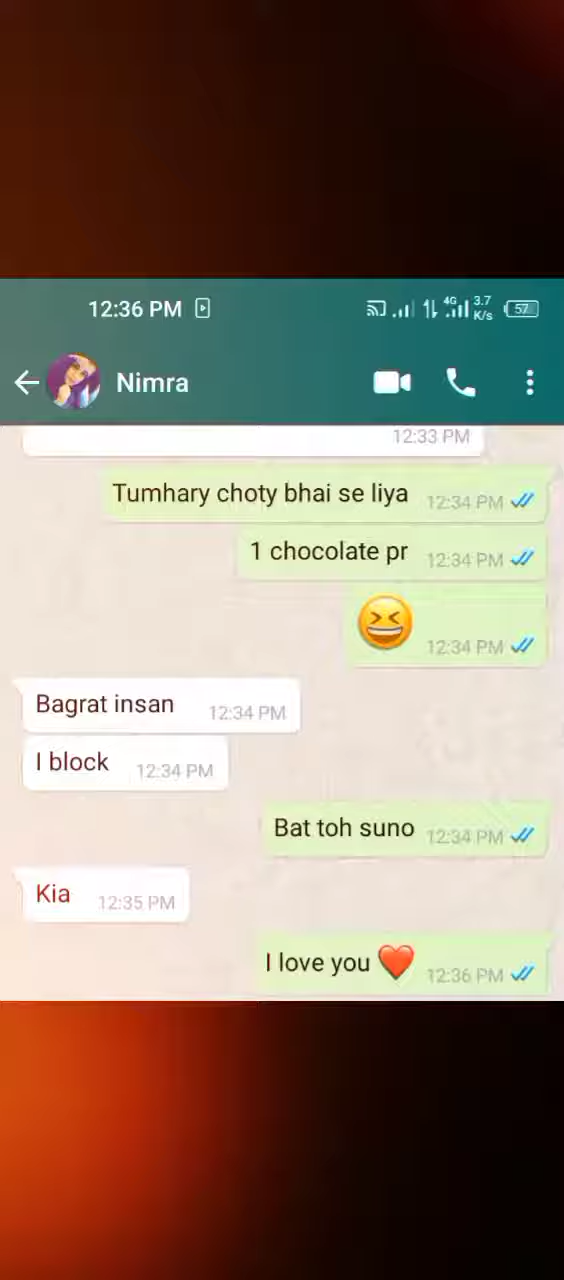 12:36 PM 4G 3.7 K/s 57
Nimra
12:33 PM
Tumhary choty bhai se liya 12:34 PM
1 chocolate pr 12:34 PM
😆 12:34 PM
Bagrat insan 12:34 PM
I block 12:34 PM
Bat toh suno 12:34 PM
Kia 12:35 PM
I love you ❤️ 12:36 PM